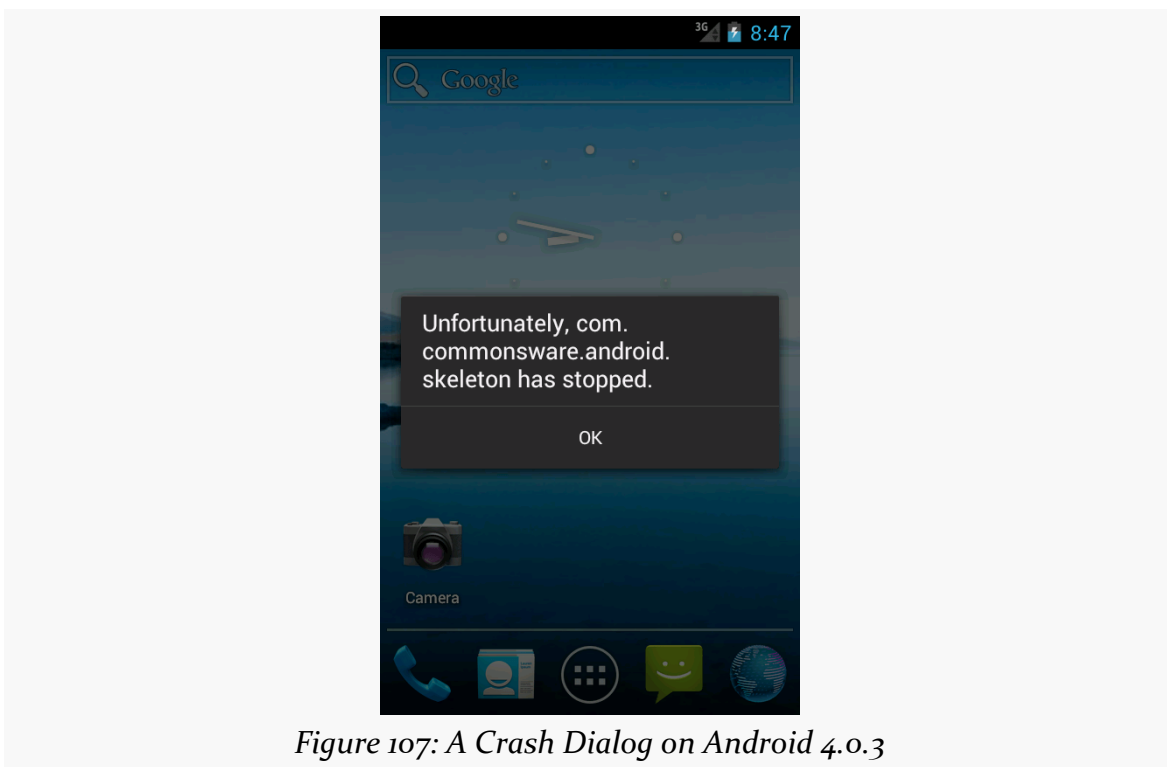 3G 8:47
Google
Unfortunately, com.
commonsware.android.
skeleton has stopped.
OK
Camera
Figure 107: A Crash Dialog on Android 4.0.3